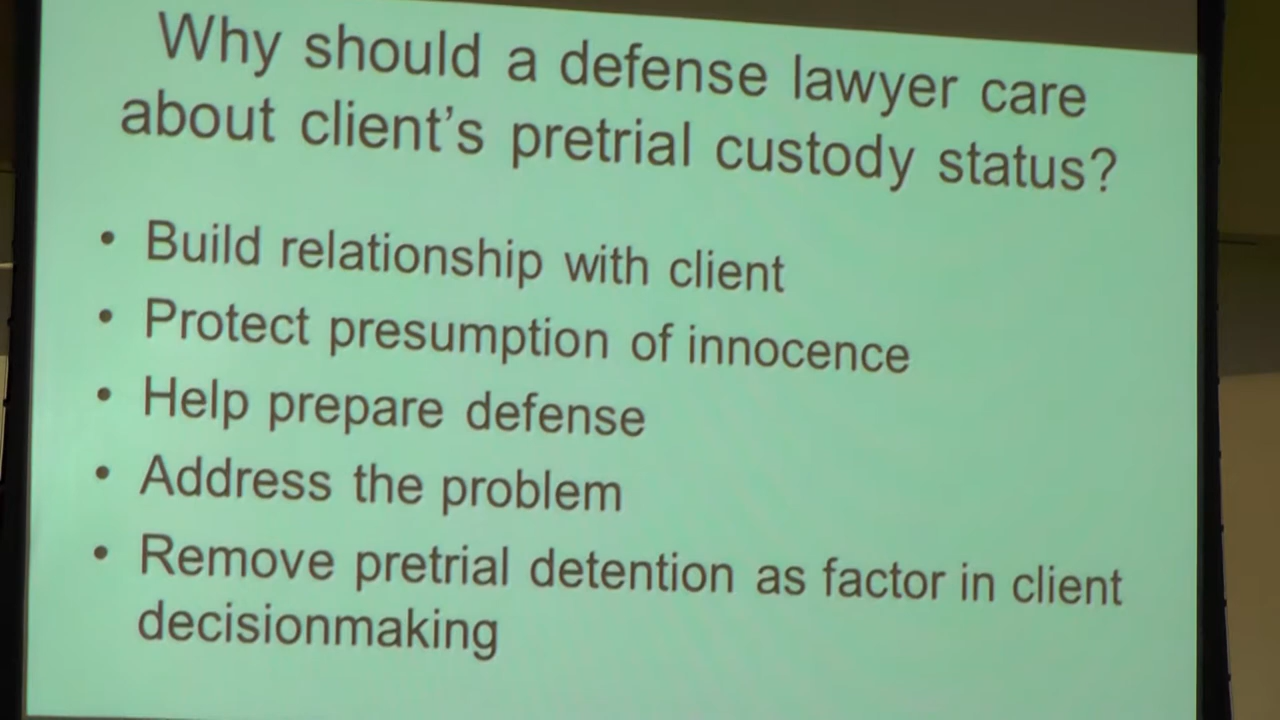 Why should a defense lawyer care
about client's pretrial custody status?
• Build relationship with client
• Protect presumption of innocence
• Help prepare defense
• Address the problem
• Remove pretrial detention as factor in client
decisionmaking